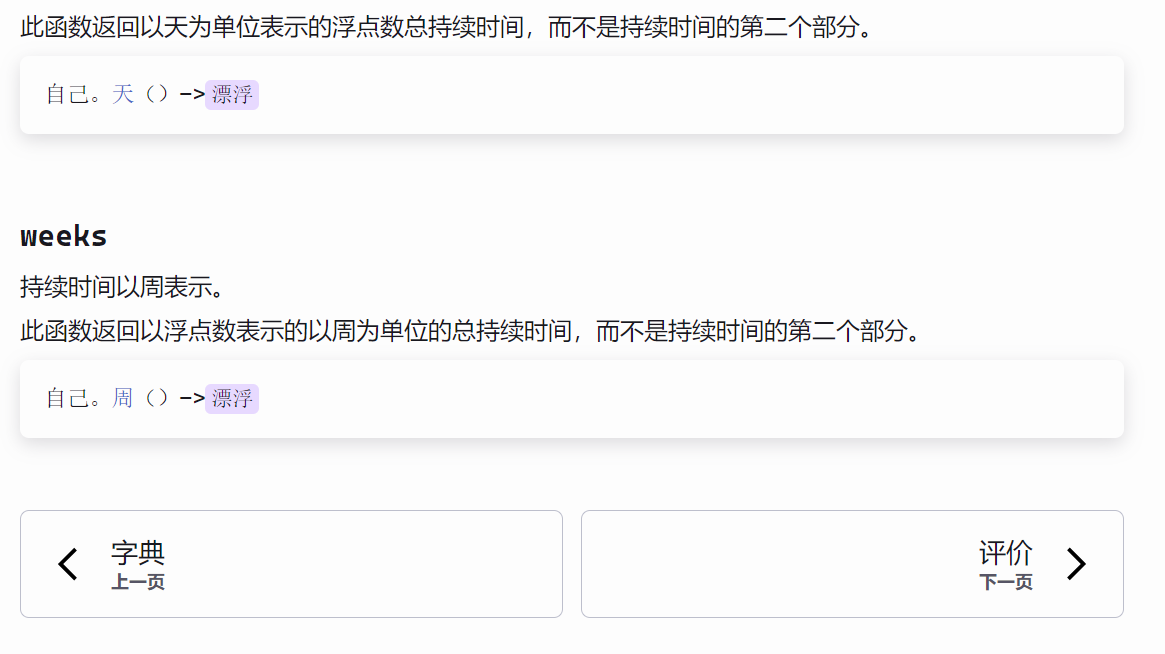 此函数返回以天为单位表示的浮点数总持续时间，而不是持续时间的第二个部分。
自己。天（）->漂浮
weeks
持续时间以周表示。
此函数返回以浮点数表示的以周为单位的总持续时间，而不是持续时间的第二个部分。
自己。周（）->漂浮
字典
上一页
评价
下一页